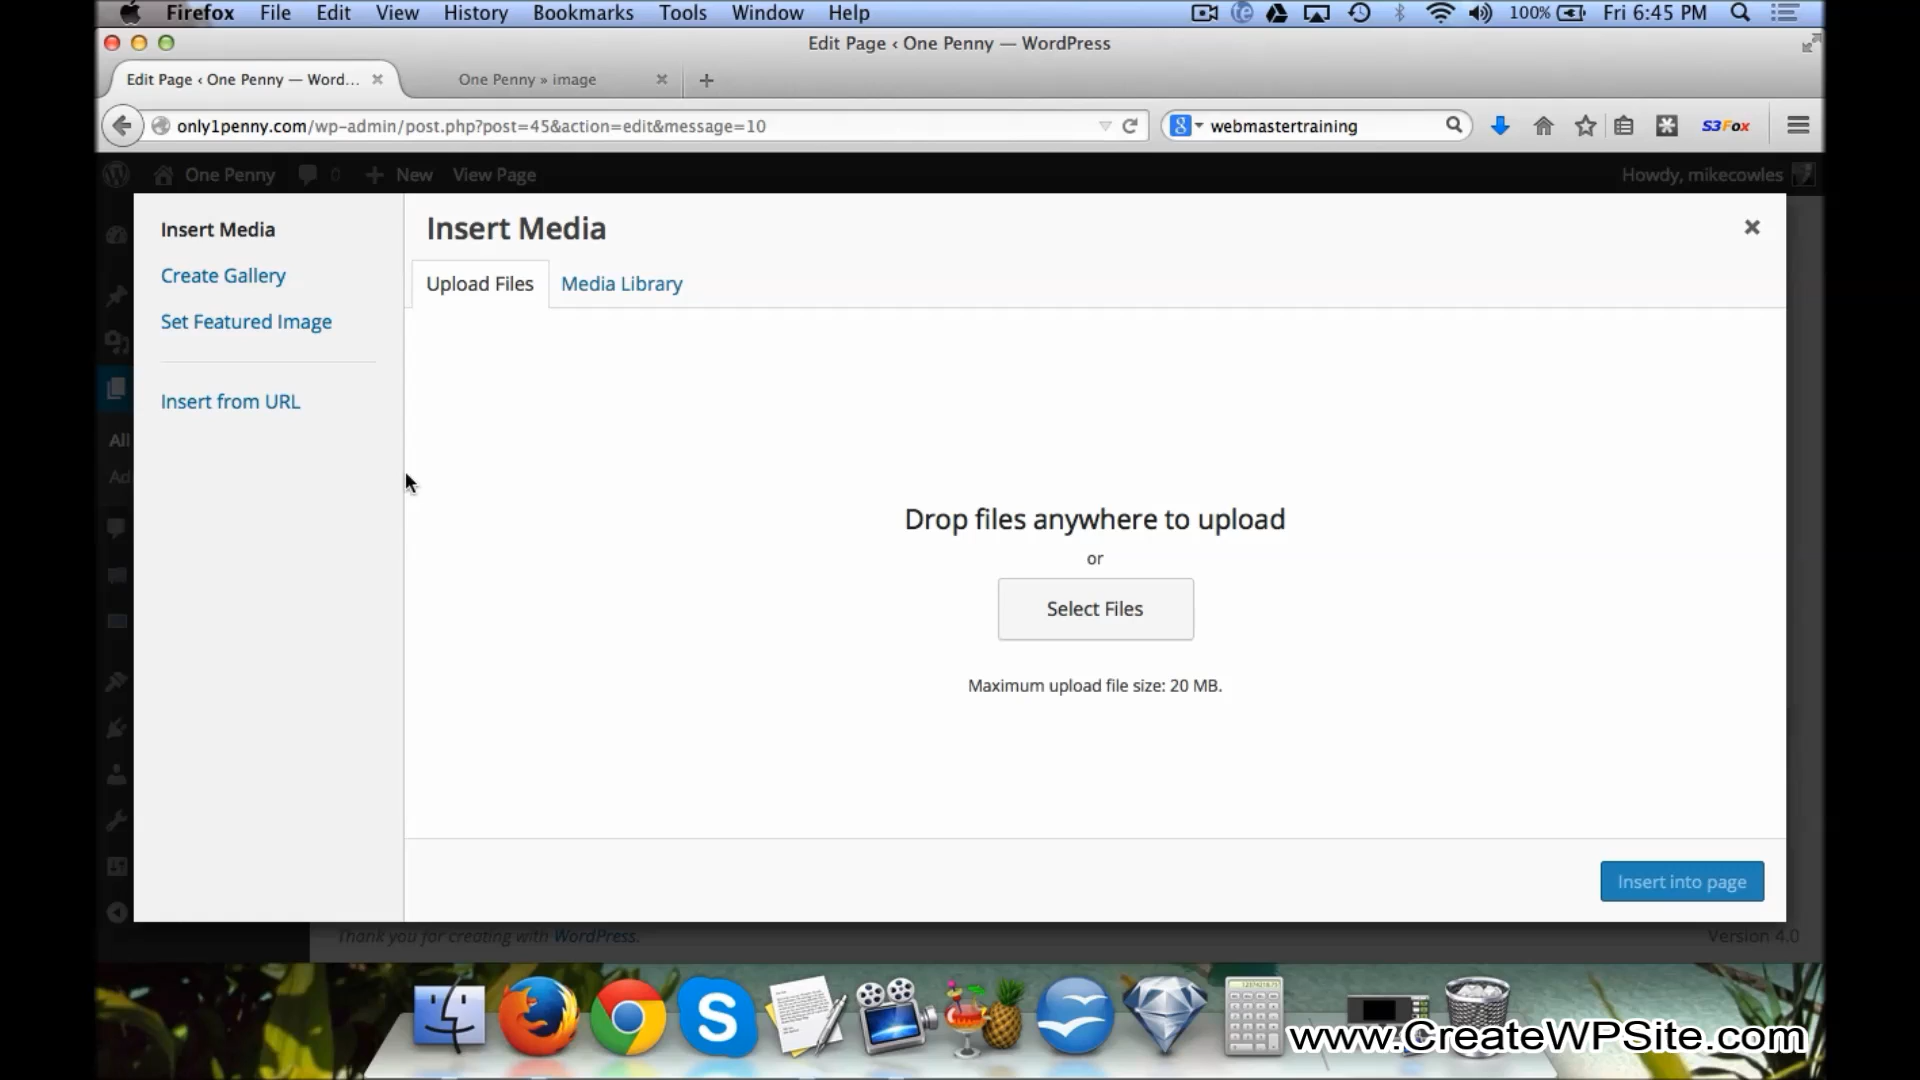 Firefox File Edit View History Bookmarks Tools Window Help 100% Fri 6:45 PM
Edit Page ‹ One Penny — WordPress
Edit Page ‹ One Penny — Word... One Penny » image
only1penny.com/wp-admin/post.php?post=45&action=edit&message=10 webmastertraining S3Fox
One Penny 0 New View Page Howdy, mikecowles
Insert Media
Create Gallery
Set Featured Image
Insert from URL
Insert Media
Upload Files Media Library
Drop files anywhere to upload
or
Select Files
Maximum upload file size: 20 MB.
Insert into page
All
Ad
Thank you for creating with WordPress. Version 4.0
www.CreateWPSite.com